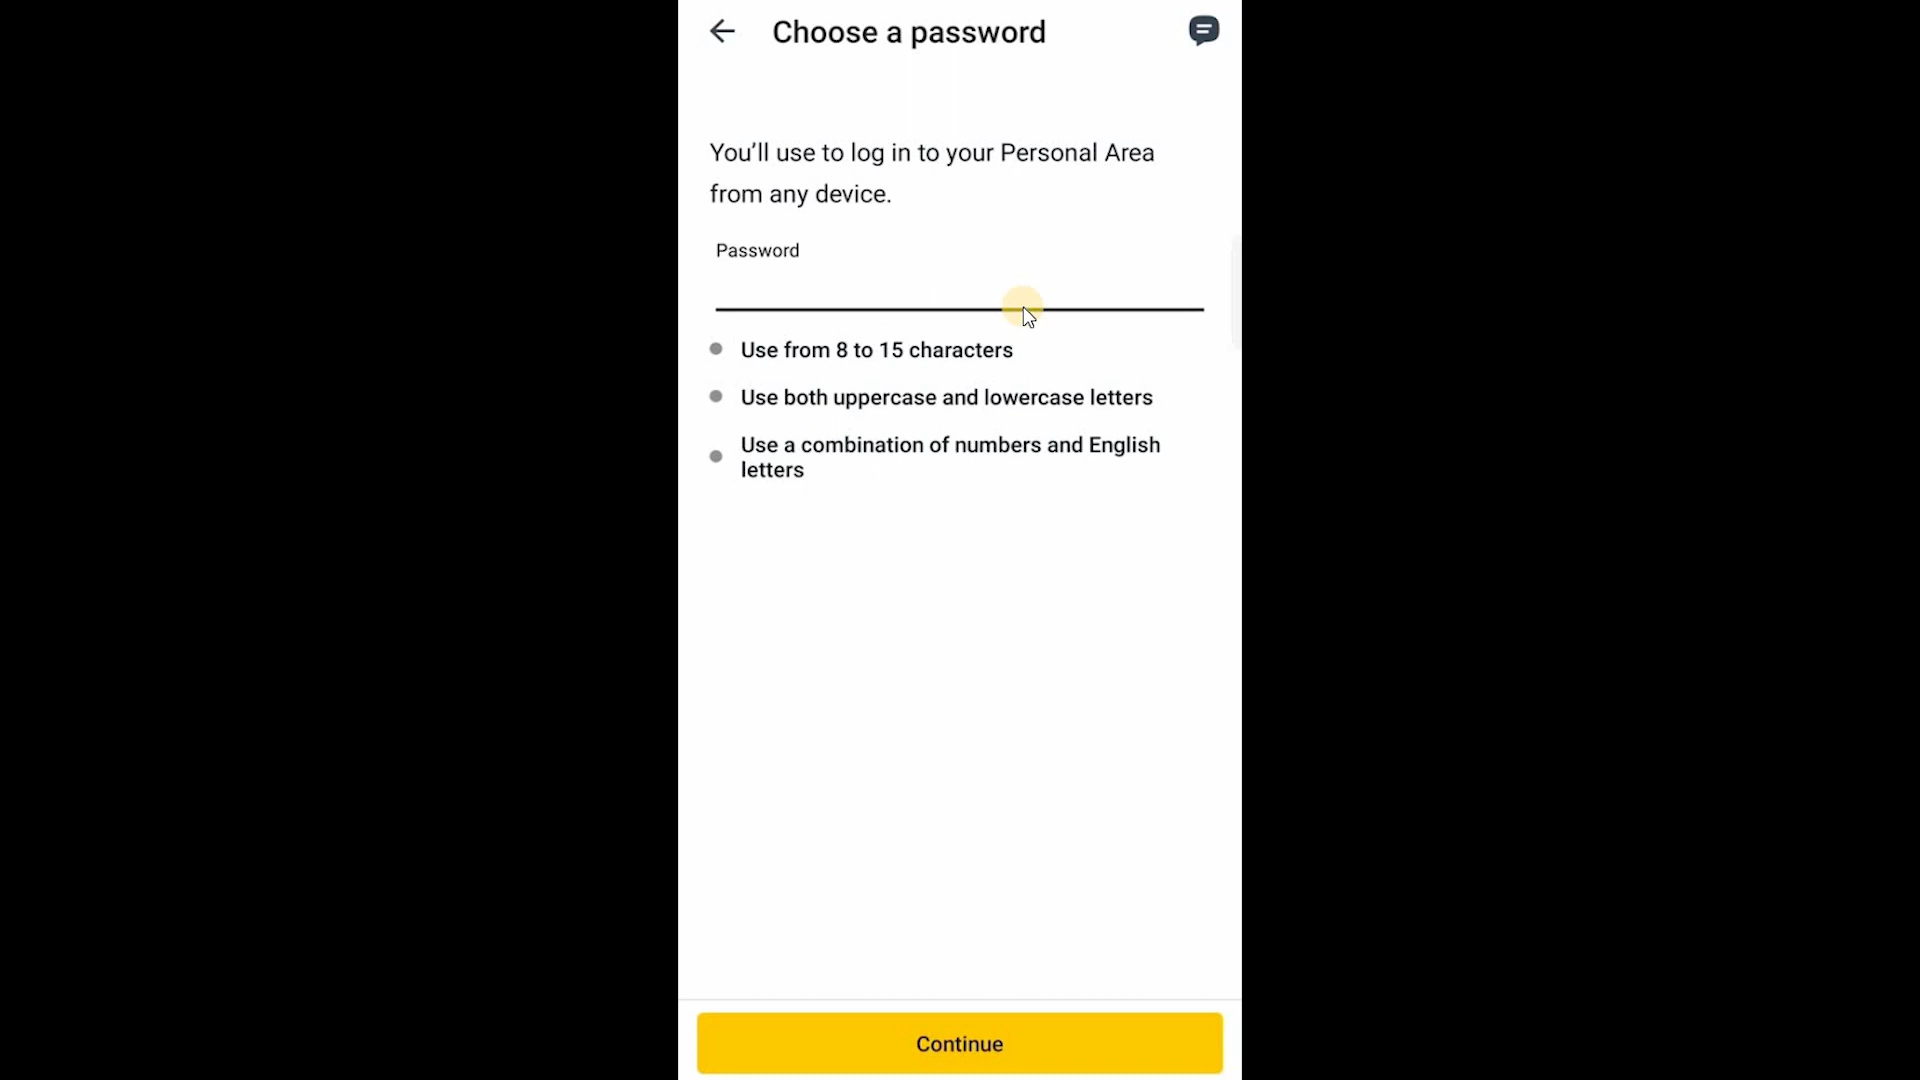 Choose a password
You’ll use to log in to your Personal Area
from any device.
Password
Use from 8 to 15 characters
Use both uppercase and lowercase letters
Use a combination of numbers and English
letters
Continue